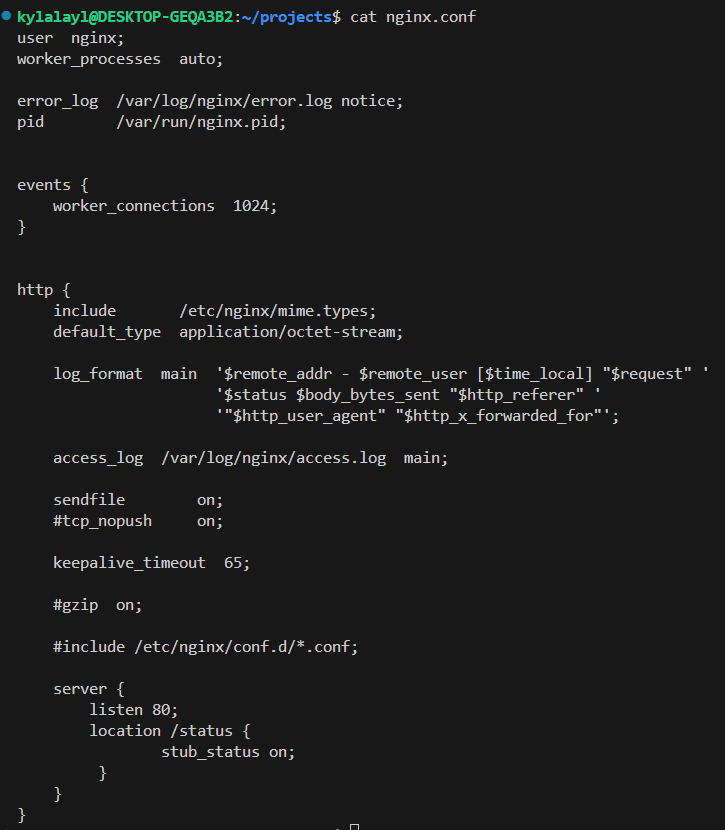 kylalayl@DESKTOP-GEQA3B2:~/projects$ cat nginx.conf
user  nginx;
worker_processes  auto;

error_log  /var/log/nginx/error.log notice;
pid        /var/run/nginx.pid;


events {
    worker_connections  1024;
}


http {
    include       /etc/nginx/mime.types;
    default_type  application/octet-stream;

    log_format  main  '$remote_addr - $remote_user [$time_local] "$request" '
                      '$status $body_bytes_sent "$http_referer" '
                      '"$http_user_agent" "$http_x_forwarded_for"';

    access_log  /var/log/nginx/access.log  main;

    sendfile        on;
    #tcp_nopush     on;

    keepalive_timeout  65;

    #gzip  on;

    #include /etc/nginx/conf.d/*.conf;

    server {
        listen 80;
        location /status {
                stub_status on;
         }
    }
}